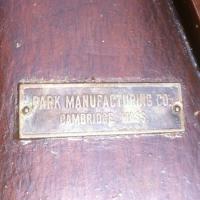 PARK MANUFACTURING CO.
CAMBRIDGE MASS